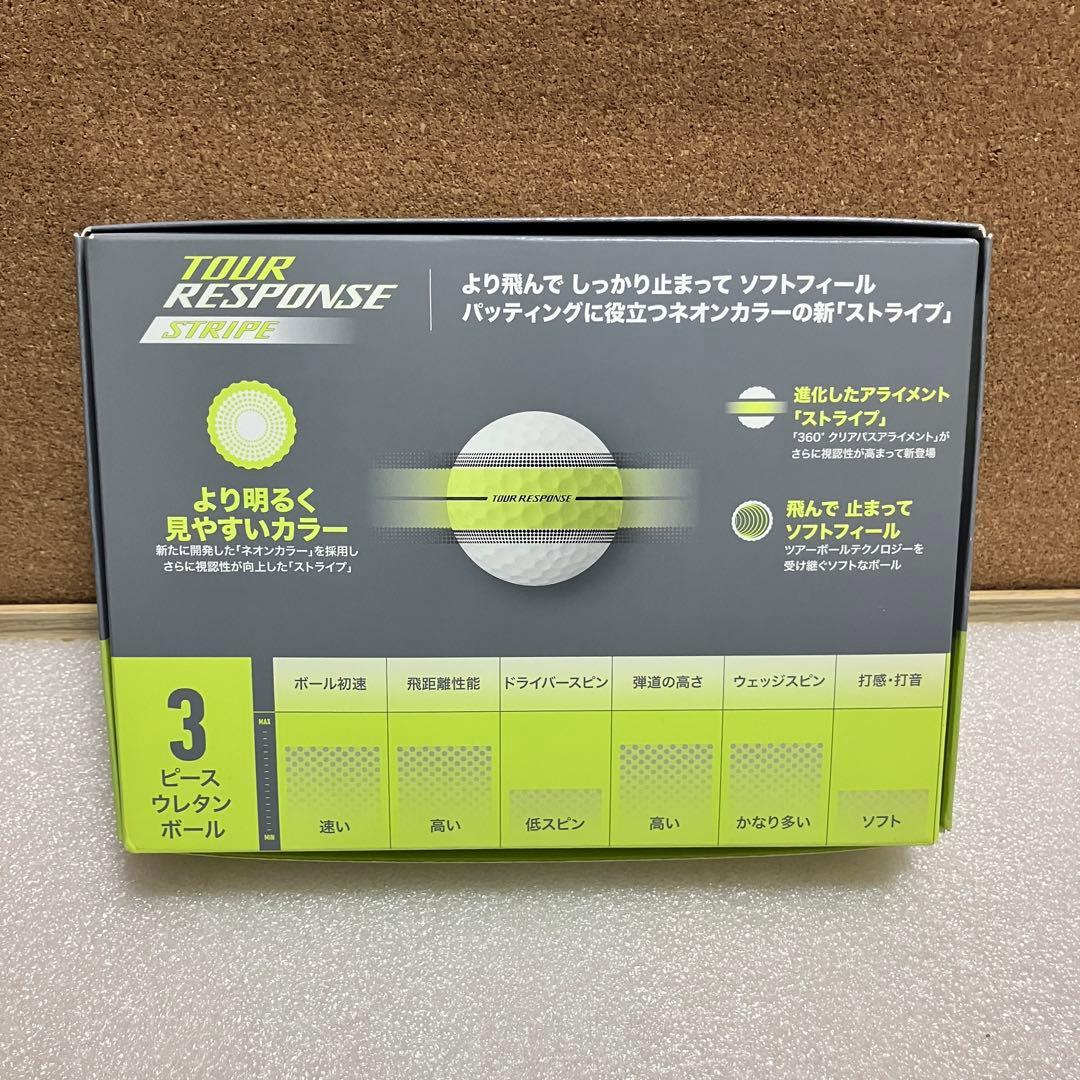 TOUR
RESPONSE
STRIPE
より飛んで しっかり止まって ソフトフィール
パッティングに役立つネオンカラーの新「ストライプ」
より明るく
見やすいカラー
新たに開発した「ネオンカラー」を採用し
さらに視認性が向上した「ストライプ」
TOUR RESPONSE
進化したアライメント
「ストライプ」
「360° クリアパスアライメント」が
さらに視認性が高まって新登場
飛んで 止まって
ソフトフィール
ツアーボールテクノロジーを
受け継ぐソフトなボール
3
ピース
ウレタン
ボール
MAX
MIN
ボール初速
飛距離性能
ドライバースピン
弾道の高さ
ウェッジスピン
打感・打音
速い
高い
低スピン
高い
かなり多い
ソフト